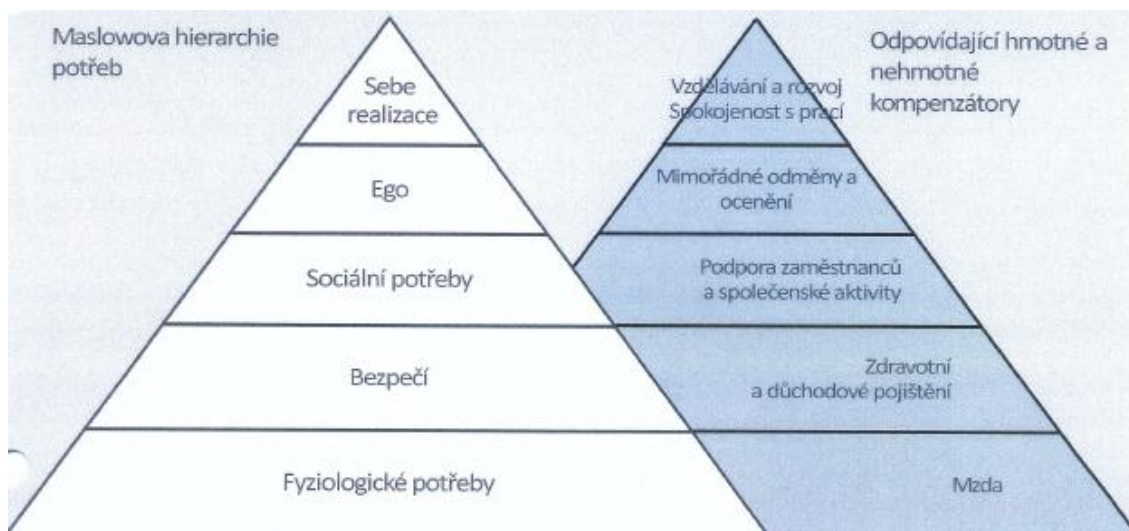 Maslowova hierarchie
potřeb
Sebe
realizace
Ego
Sociální potřeby
Bezpečí
Fyziologické potřeby
Odpovídající hmotné a
nehmotné
kompenzátory
Vzdělávání a rozvoj
Spokojenost s prací
Mimořádné odměny a
ocenění
Podpora zaměstnanců
a společenské aktivity
Zdravotní
a důchodové pojištění
Mzda